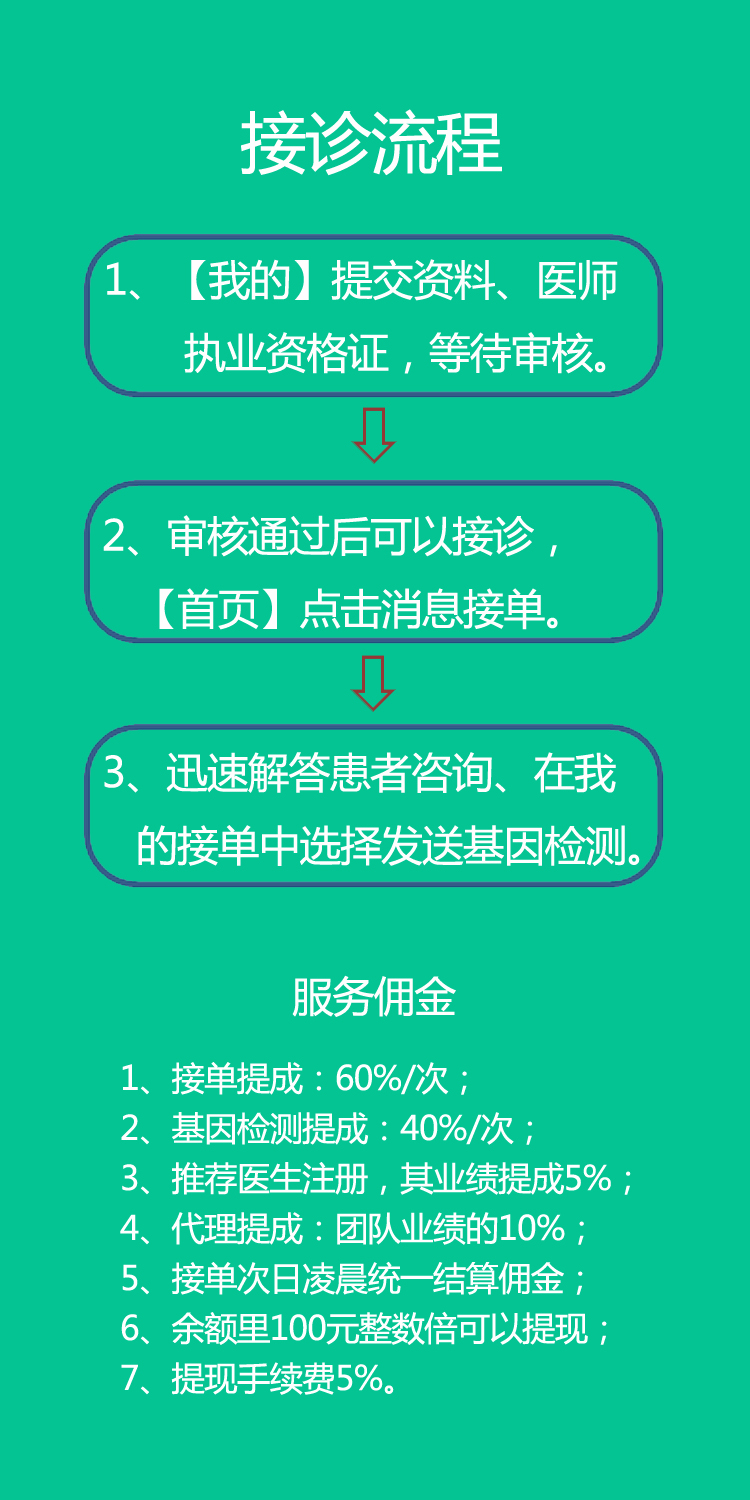 接诊流程
1、【我的】提交资料、医师
执业资格证，等待审核。
2、审核通过后可以接诊，
【首页】点击消息接单。
3、迅速解答患者咨询、在我
的接单中选择发送基因检测。
服务佣金
1、接单提成：60%/次；
2、基因检测提成：40%/次；
3、推荐医生注册，其业绩提成5%；
4、代理提成：团队业绩的10%；
5、接单次日凌晨统一结算佣金；
6、余额里100元整数倍可以提现；
7、提现手续费5%。